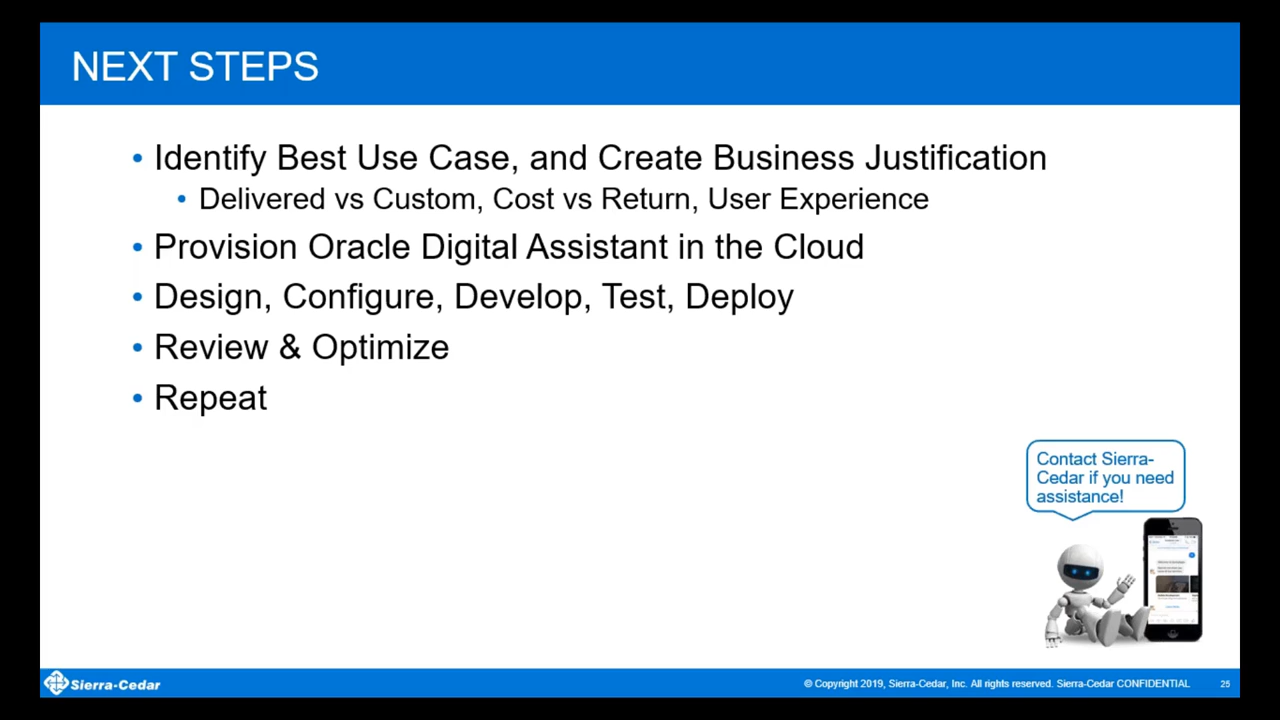 NEXT STEPS
• Identify Best Use Case, and Create Business Justification
• Delivered vs Custom, Cost vs Return, User Experience
• Provision Oracle Digital Assistant in the Cloud
• Design, Configure, Develop, Test, Deploy
• Review & Optimize
• Repeat
Contact Sierra-
Cedar if you need
assistance!
Sierra-Cedar
© Copyright 2019, Sierra-Cedar, Inc. All rights reserved. Sierra-Cedar CONFIDENTIAL
25